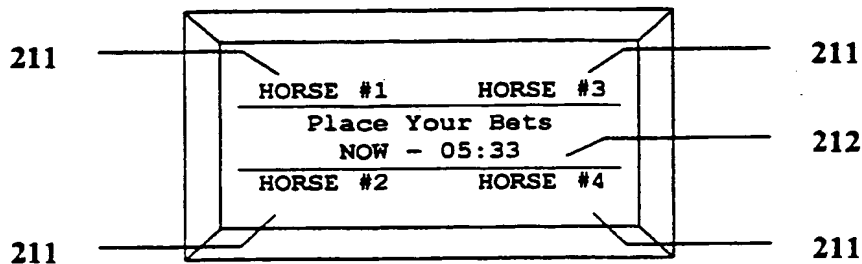 211 211
HORSE #1 HORSE #3
Place Your Bets
NOW - 05:33 212
HORSE #2 HORSE #4
211 211